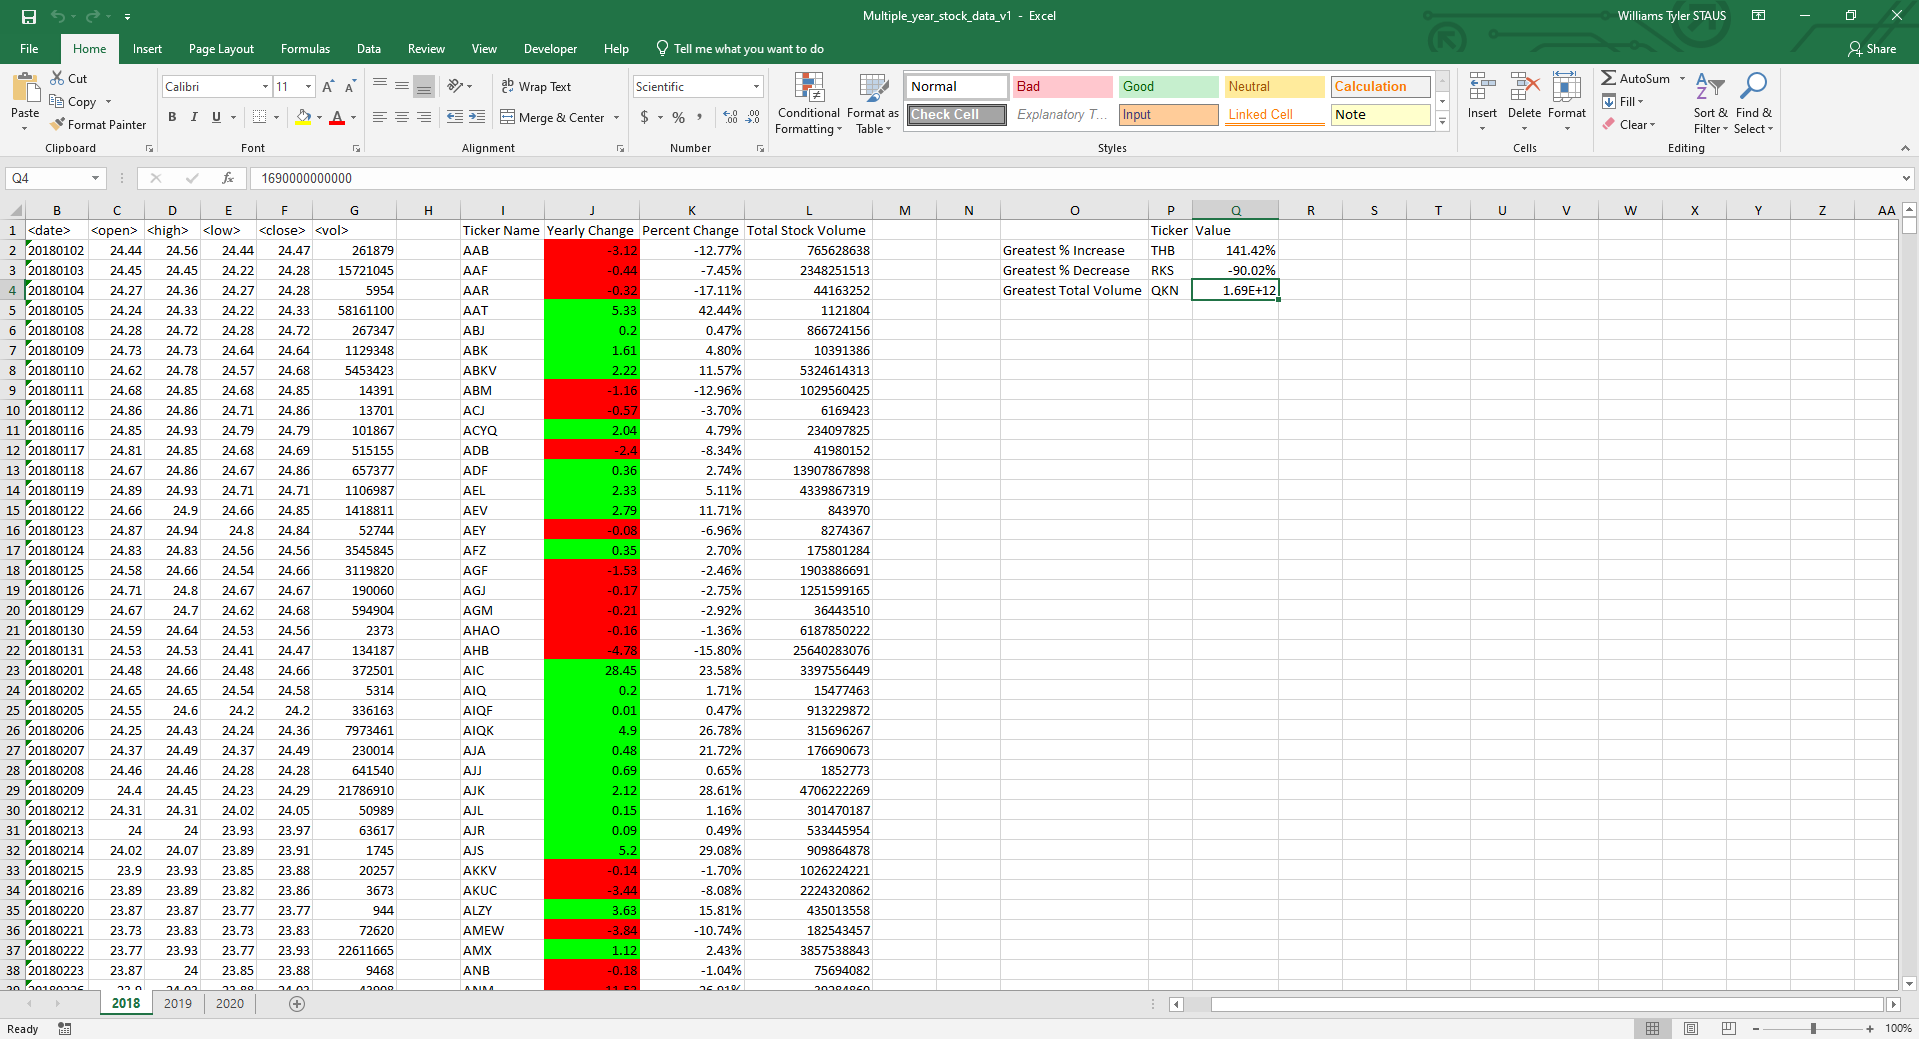 Multiple_year_stock_data_v1 - Excel
Williams Tyler STAUS
File Home Insert Page Layout Formulas Data Review View Developer Help Tell me what you want to do Share
Paste Cut Copy Format Painter Clipboard
Calibri 11 A A B I U A Font
Wrap Text Merge & Center Alignment
Scientific $ % , Number
Conditional Formatting Format as Table
Normal Bad Good Neutral Calculation
Check Cell Explanatory T... Input Linked Cell Note
Styles
Insert Delete Format Cells
AutoSum Fill Clear Sort & Filter Find & Select Editing
Q4 fx 1690000000000
B C D E F G H I J K L M N O P Q R S T U V W X Y Z AA
1 <date> <open> <high> <low> <close> <vol> Ticker Name Yearly Change Percent Change Total Stock Volume Ticker Value
2 20180102 24.44 24.56 24.44 24.47 261879 AAB -3.12 -12.77% 765628638 Greatest % Increase THB 141.42%
3 20180103 24.45 24.45 24.22 24.28 15721045 AAF -0.44 -7.45% 2348251513 Greatest % Decrease RKS -90.02%
4 20180104 24.27 24.36 24.27 24.28 5954 AAR -0.32 -17.11% 44163252 Greatest Total Volume QKN 1.69E+12
5 20180105 24.24 24.33 24.22 24.33 58161100 AAT 5.33 42.44% 1121804
6 20180108 24.28 24.72 24.28 24.72 267347 ABJ 0.2 0.47% 866724156
7 20180109 24.73 24.73 24.64 24.64 1129348 ABK 1.61 4.80% 10391386
8 20180110 24.62 24.78 24.57 24.68 5453423 ABKV 2.22 11.57% 5324614313
9 20180111 24.68 24.85 24.68 24.85 14391 ABM -1.16 -12.96% 1029560425
10 20180112 24.86 24.86 24.71 24.86 13701 ACJ -0.57 -3.70% 6169423
11 20180116 24.85 24.93 24.79 24.79 101867 ACYQ 2.04 4.79% 234097825
12 20180117 24.81 24.85 24.68 24.69 515155 ADB -2.4 -8.34% 41980152
13 20180118 24.67 24.86 24.67 24.86 657377 ADF 0.36 2.74% 13907867898
14 20180119 24.89 24.93 24.71 24.71 1106987 AEL 2.33 5.11% 4339867319
15 20180122 24.66 24.9 24.66 24.85 1418811 AEV 2.79 11.71% 843970
16 20180123 24.87 24.94 24.8 24.84 52744 AEY -0.08 -6.96% 8274367
17 20180124 24.83 24.83 24.56 24.56 3545845 AFZ 0.35 2.70% 175801284
18 20180125 24.58 24.66 24.54 24.66 3119820 AGF -1.53 -2.46% 1903886691
19 20180126 24.71 24.8 24.67 24.67 190060 AGJ -0.17 -2.75% 1251599165
20 20180129 24.67 24.7 24.62 24.68 594904 AGM -0.21 -2.92% 36443510
21 20180130 24.59 24.64 24.53 24.56 2373 AHAO -0.16 -1.36% 6187850222
22 20180131 24.53 24.53 24.41 24.47 134187 AHB -4.78 -15.80% 25640283076
23 20180201 24.48 24.66 24.48 24.66 372501 AIC 28.45 23.58% 3397556449
24 20180202 24.65 24.65 24.54 24.58 5314 AIQ 0.2 1.71% 15477463
25 20180205 24.55 24.6 24.2 24.2 336163 AIQF 0.01 0.47% 913229872
26 20180206 24.25 24.43 24.24 24.36 7973461 AIQK 4.9 26.78% 315696267
27 20180207 24.37 24.49 24.37 24.49 230014 AJA 0.48 21.72% 176690673
28 20180208 24.46 24.46 24.28 24.28 641540 AJJ 0.69 0.65% 1852773
29 20180209 24.4 24.45 24.23 24.29 21786910 AJK 2.12 28.61% 4706222269
30 20180212 24.31 24.31 24.02 24.05 50989 AJL 0.15 1.16% 301470187
31 20180213 24 24 23.93 23.97 63617 AJR 0.09 0.49% 533445954
32 20180214 24.02 24.07 23.89 23.91 1745 AJS 5.2 29.08% 909864878
33 20180215 23.9 23.93 23.85 23.88 20257 AKKV -0.14 -1.70% 1026224221
34 20180216 23.89 23.89 23.82 23.86 3673 AKUC -3.44 -8.08% 2224320862
35 20180220 23.87 23.87 23.77 23.77 944 ALZY 3.63 15.81% 435013558
36 20180221 23.73 23.83 23.73 23.83 72620 AMEW -3.84 -10.74% 182543457
37 20180222 23.77 23.93 23.77 23.93 22611665 AMX 1.12 2.43% 3857538843
38 20180223 23.87 24 23.85 23.88 9468 ANB -0.18 -1.04% 75694082
2018 2019 2020
Ready 100%